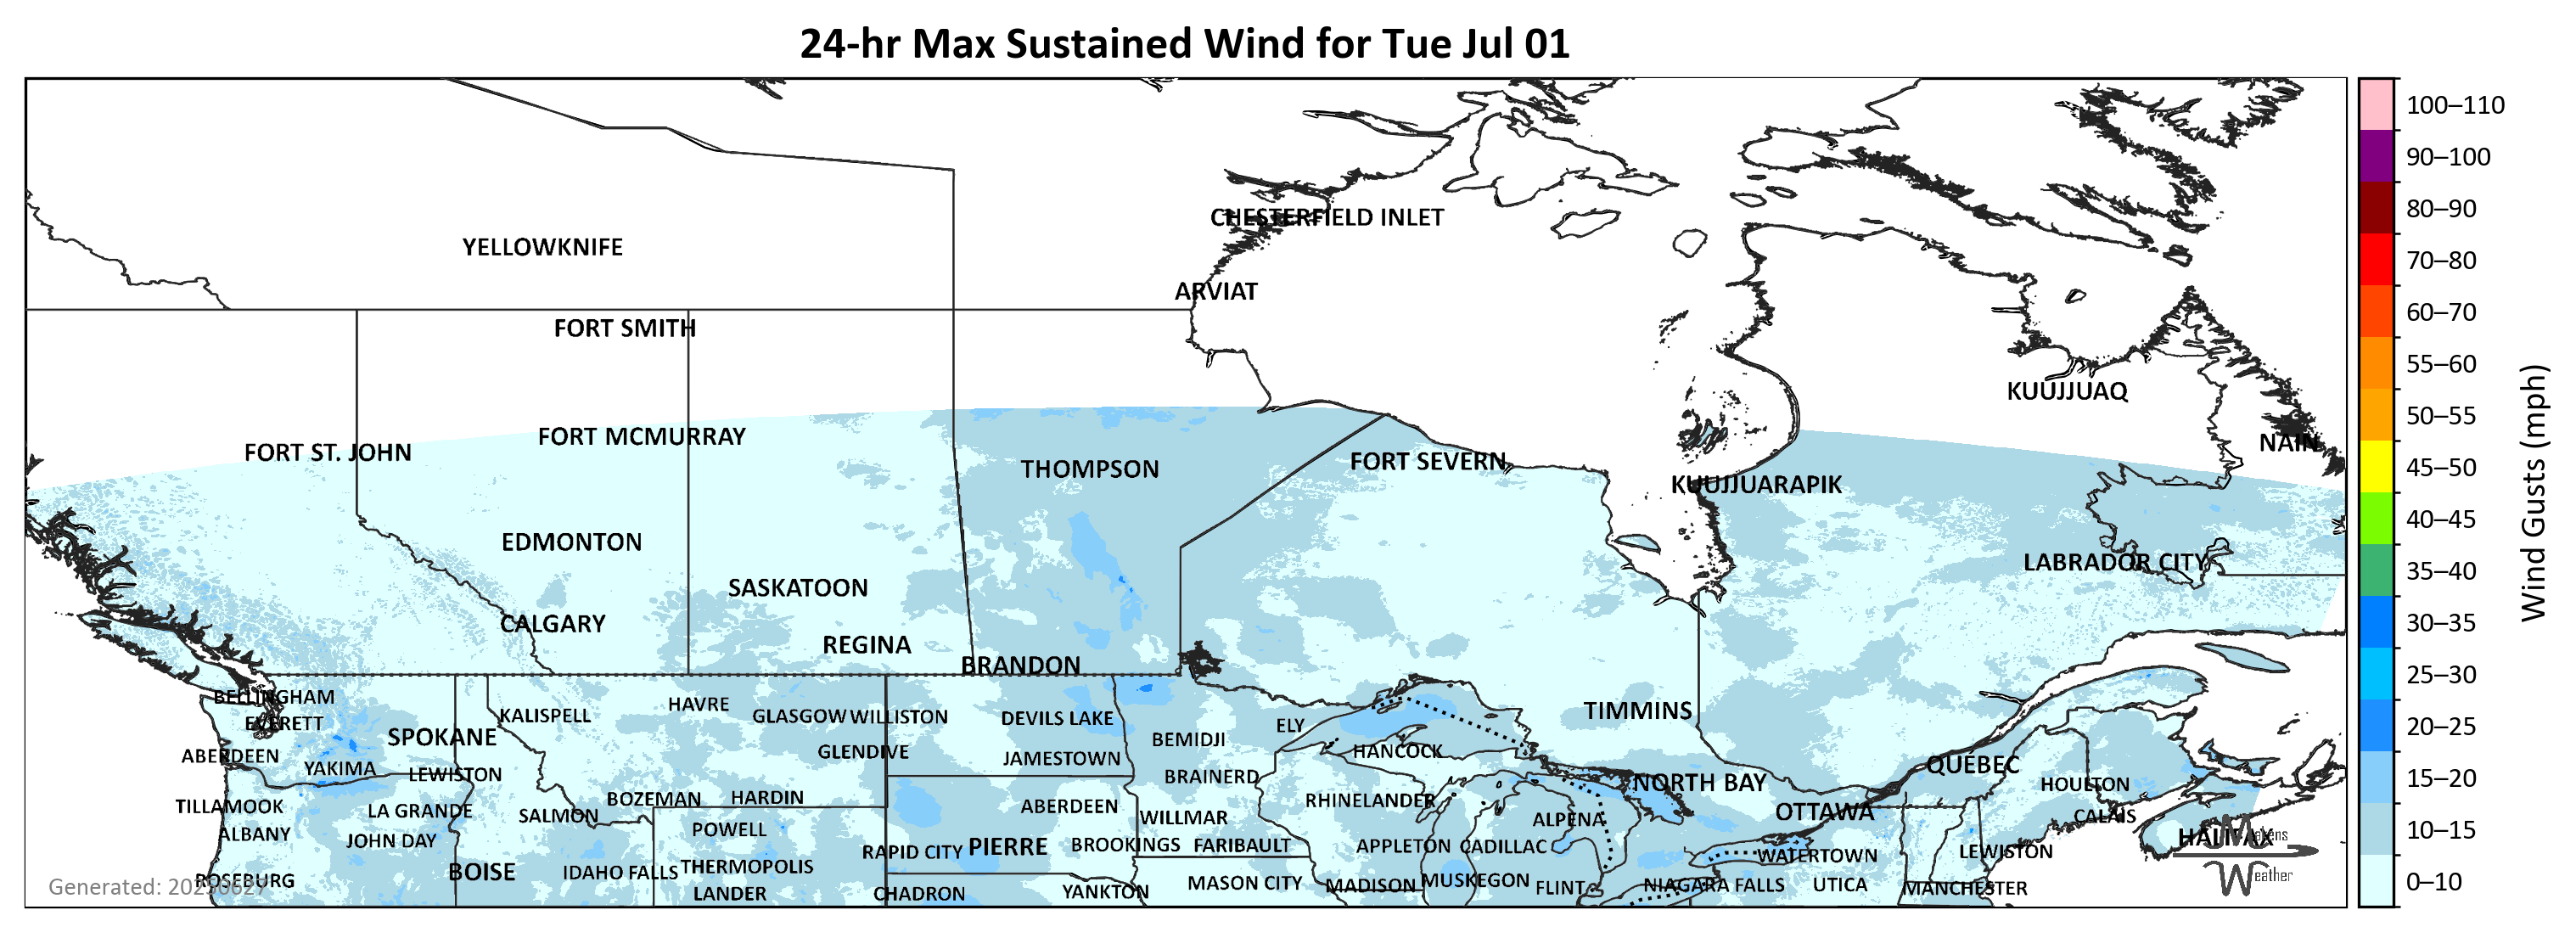 24-hr Max Sustained Wind for Tue Jul 01
100–110
90–100
80–90
70–80
60–70
55–60
50–55
45–50
40–45
35–40
30–35
25–30
20–25
15–20
10–15
0–10
Wind Gusts (mph)
CHESTERFIELD INLET
YELLOWKNIFE
ARVIAT
FORT SMITH
KUUJJUAQ
FORT MCMURRAY
NAIN
FORT ST. JOHN
FORT SEVERN
THOMPSON
KUUJJUARAPIK
EDMONTON
LABRADOR CITY
SASKATOON
CALGARY
REGINA
BRANDON
BELLINGHAM
HAVRE
TIMMINS
KALISPELL
GLASGOW
WILLISTON
DEVILS LAKE
EVERETT
ELY
SPOKANE
BEMIDJI
GLENDIVE
HANCOCK
ABERDEEN
JAMESTOWN
QUÉBEC
YAKIMA
LEWISTON
BRAINERD
NORTH BAY
HOULTON
BOZEMAN
HARDIN
RHINELANDER
TILLAMOOK
LA GRANDE
ABERDEEN
OTTAWA
SALMON
WILLMAR
CALAIS
ALPENA
POWELL
ALBANY
HALIFAX
JOHN DAY
PIERRE
BROOKINGS
FARIBAULT
APPLETON
CADILLAC
RAPID CITY
LEWISTON
WATERTOWN
THERMOPOLIS
BOISE
IDAHO FALLS
ROSEBURG
MUSKEGON
MASON CITY
MADISON
NIAGARA FALLS
UTICA
FLINT
MANCHESTER
LANDER
CHADRON
YANKTON
Generated: 20250627
Weather